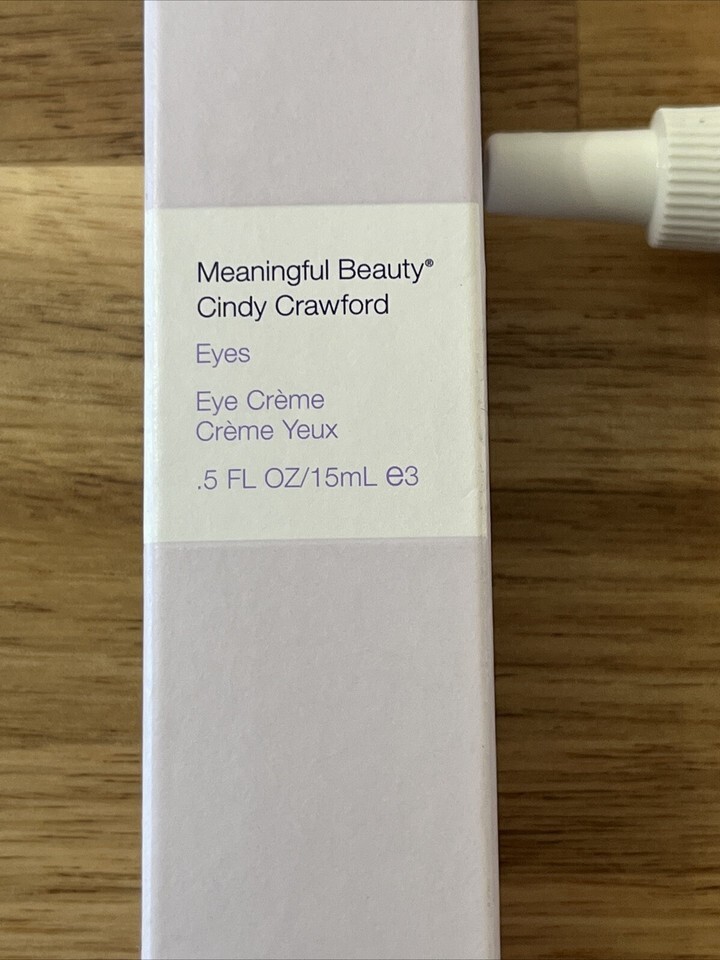 Meaningful Beauty®
Cindy Crawford
Eyes
Eye Crème
Crème Yeux
.5 FL OZ/15mL e3